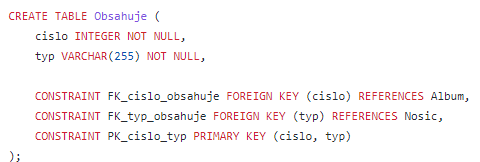 CREATE TABLE Obsahuje (
cislo INTEGER NOT NULL,
typ VARCHAR(255) NOT NULL,
CONSTRAINT FK_cislo_obsahuje FOREIGN KEY (cislo) REFERENCES Album,
CONSTRAINT FK_typ_obsahuje FOREIGN KEY (typ) REFERENCES Nosic,
CONSTRAINT PK_cislo_typ PRIMARY KEY (cislo, typ)
);